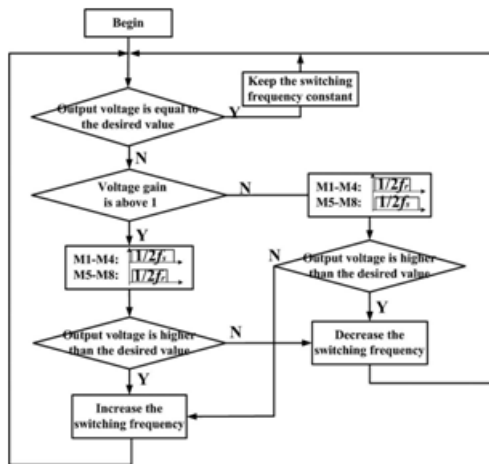 Begin
Keep the switching
frequency constant
Output voltage is equal to
the desired value
Y
N
Voltage gain
is above 1
N
Y
M1-M4: 1/2fr
M5-M8: 1/2fs
M1-M4: 1/2fs
M5-M8: 1/2fr
N
Output voltage is higher
than the desired value
Y
Output voltage is higher
than the desired value
N
Y
Decrease the
switching frequency
Increase the
switching frequency